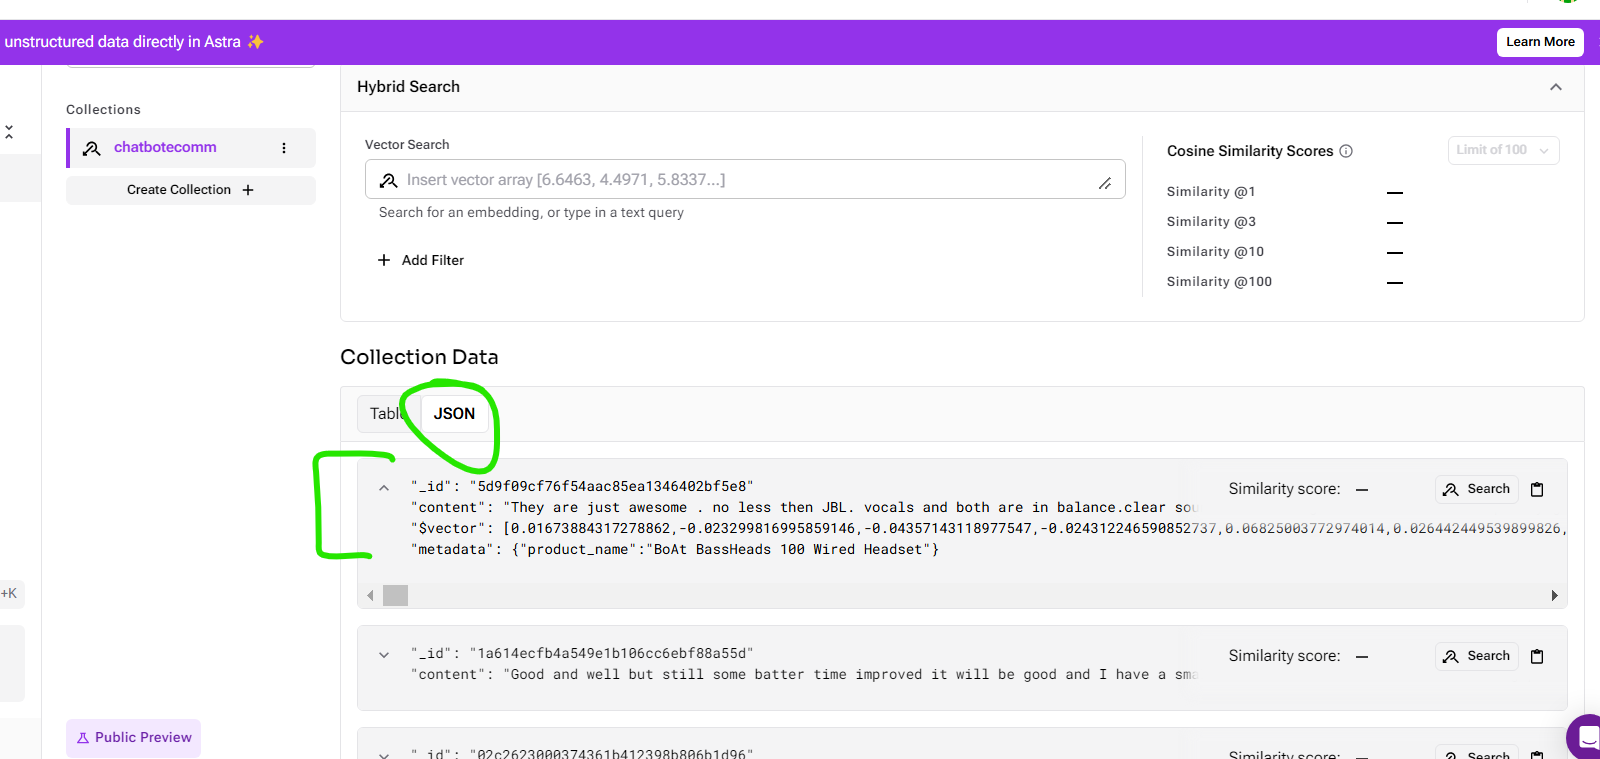 unstructured data directly in Astra ✨
Learn More
Hybrid Search
Collections
chatbotecomm
Create Collection +
Vector Search
Insert vector array [6.6463, 4.4971, 5.8337...]
Search for an embedding, or type in a text query
+ Add Filter
Cosine Similarity Scores
Limit of 100
Similarity @1 —
Similarity @3 —
Similarity @10 —
Similarity @100 —
Collection Data
Table JSON
"_id": "5d9f09cf76f54aac85ea1346402bf5e8"
"content": "They are just awesome . no less then JBL. vocals and both are in balance.clear sou
"$vector": [0.01673884317278862,-0.023299816995859146,-0.04357143118977547,-0.024312246590852737,0.06825003772974014,0.026442449539899826,
"metadata": {"product_name":"BoAt BassHeads 100 Wired Headset"}
Similarity score: —
Search
"_id": "1a614ecfb4a549e1b106cc6ebf88a55d"
"content": "Good and well but still some batter time improved it will be good and I have a sma
Similarity score: —
Search
"_id": "02c2623000374361b412398b806b1d96"
Similarity score: —
Search
+K
Public Preview